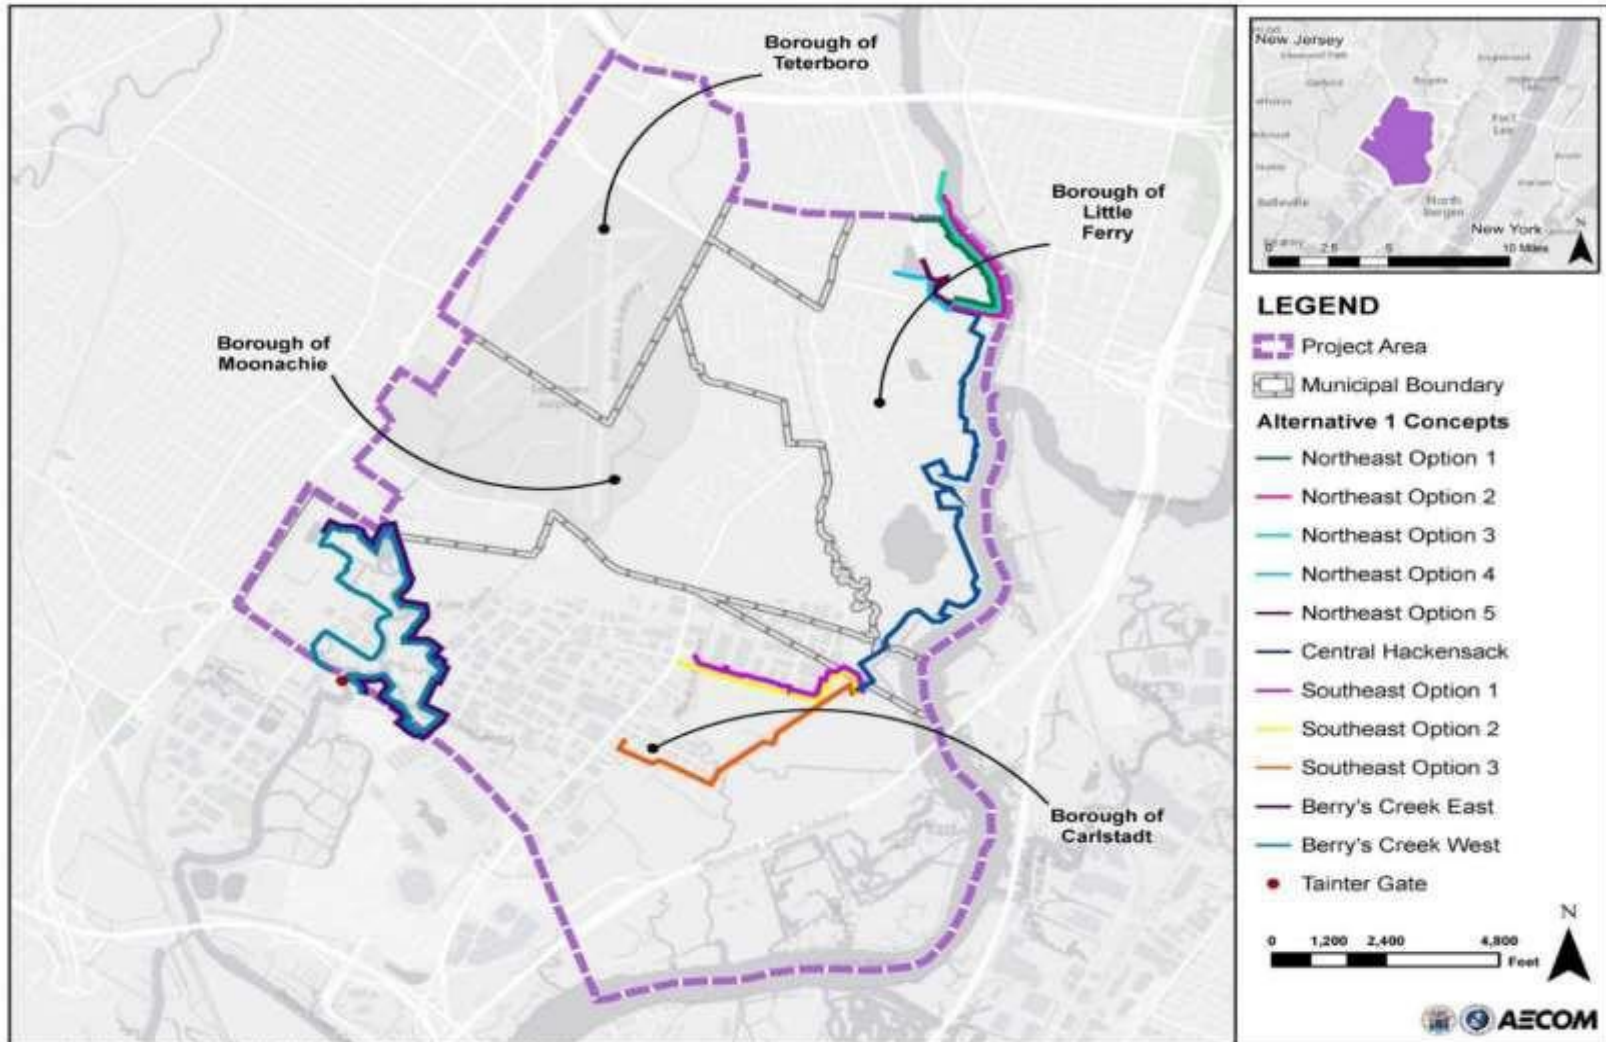 Borough of
Teterboro
Borough of
Little
Ferry
Borough of
Moonachie
Borough of
Carlstadt
New Jersey
North
Bergen
New York
N
0 2.5 5 10 Miles
LEGEND
Project Area
Municipal Boundary
Alternative 1 Concepts
Northeast Option 1
Northeast Option 2
Northeast Option 3
Northeast Option 4
Northeast Option 5
Central Hackensack
Southeast Option 1
Southeast Option 2
Southeast Option 3
Berry's Creek East
Berry's Creek West
Tainter Gate
N
0 1,200 2,400 4,800
Feet
AECOM